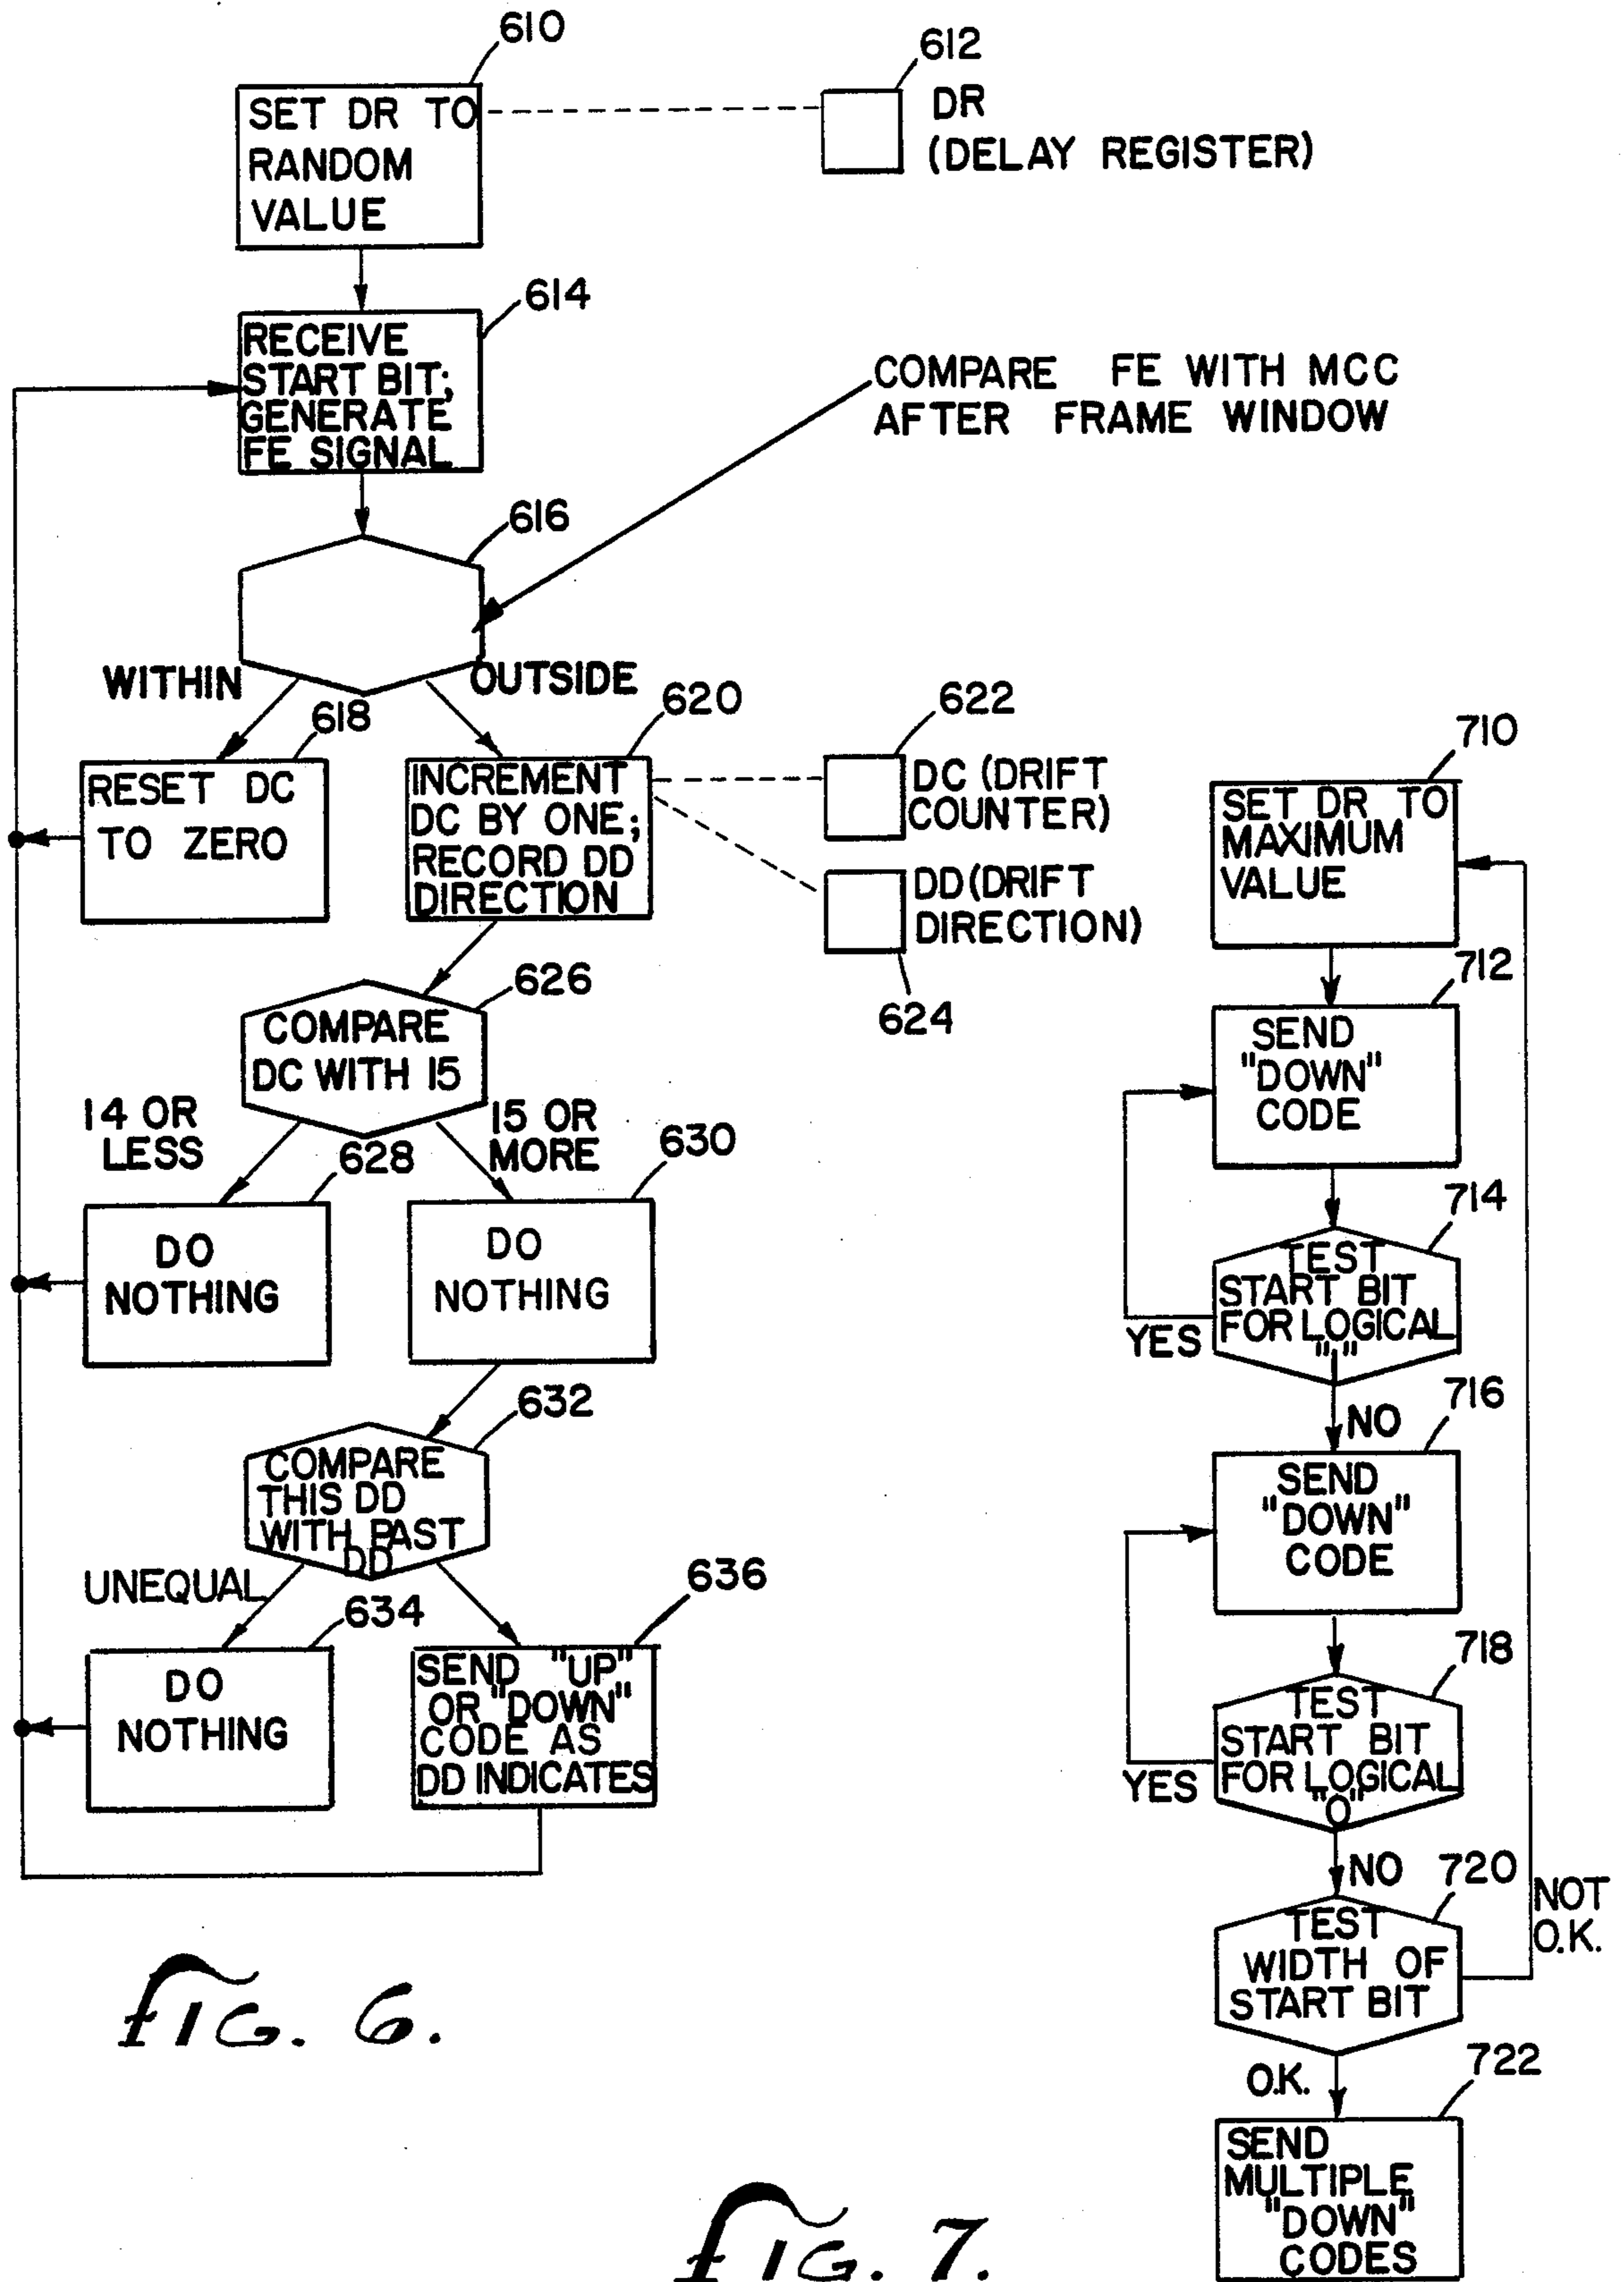 610
SET DR TO
RANDOM
VALUE
612
DR
(DELAY REGISTER)
614
RECEIVE
START BIT;
GENERATE
FE SIGNAL
COMPARE FE WITH MCC
AFTER FRAME WINDOW
616
WITHIN
OUTSIDE
618
RESET DC
TO ZERO
620
INCREMENT
DC BY ONE;
RECORD DD
DIRECTION
622
DC (DRIFT
COUNTER)
DD (DRIFT
DIRECTION)
624
626
COMPARE
DC WITH 15
14 OR
LESS
15 OR
MORE
628
DO
NOTHING
630
DO
NOTHING
632
COMPARE
THIS DD
WITH PAST
DD
UNEQUAL
634
DO
NOTHING
636
SEND "UP"
OR "DOWN"
CODE AS
DD INDICATES
FIG. 6.
710
SET DR TO
MAXIMUM
VALUE
712
SEND
"DOWN"
CODE
714
TEST
START BIT
FOR LOGICAL
"1"
YES
NO
716
SEND
"DOWN"
CODE
718
TEST
START BIT
FOR LOGICAL
"0"
YES
NO
720
TEST
WIDTH OF
START BIT
NOT
O.K.
O.K.
722
SEND
MULTIPLE
"DOWN"
CODES
FIG. 7.